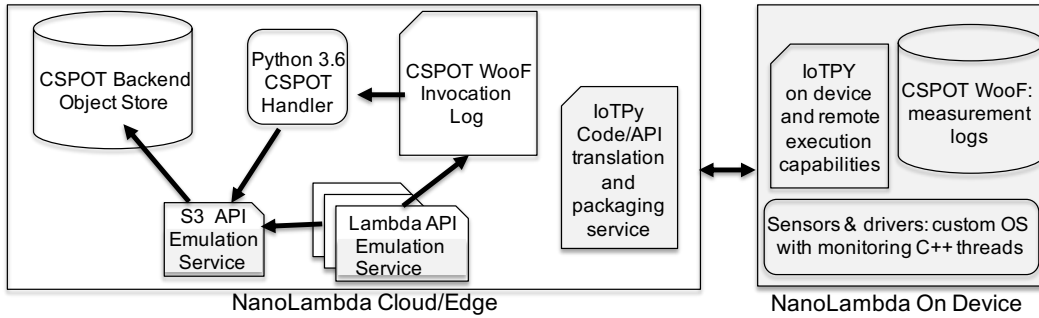 CSPOT Backend
Object Store
Python 3.6
CSPOT
Handler
CSPOT WooF
Invocation
Log
IoTPy
Code/API
translation
and
packaging
service
S3 API
Emulation
Service
Lambda API
Emulation
Service
NanoLambda Cloud/Edge
IoTPY
on device
and remote
execution
capabilities
CSPOT WooF:
measurement
logs
Sensors & drivers: custom OS
with monitoring C++ threads
NanoLambda On Device